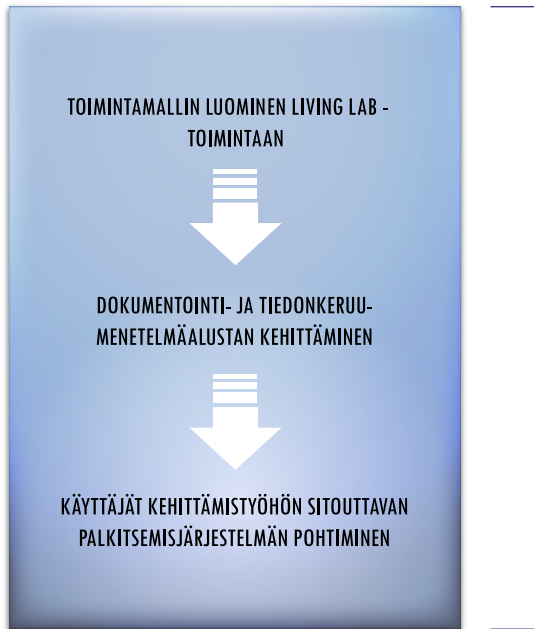 TOIMINTAMALLIN LUOMINEN LIVING LAB -
TOIMINTAAN
DOKUMENTOINTI- JA TIEDONKERUU-
MENETELMÄALUSTAN KEHITTÄMINEN
KÄYTTÄJÄT KEHITTÄMISTYÖHÖN SITOUTTAVAN
PALKITSEMISJÄRJESTELMÄN POHTIMINEN